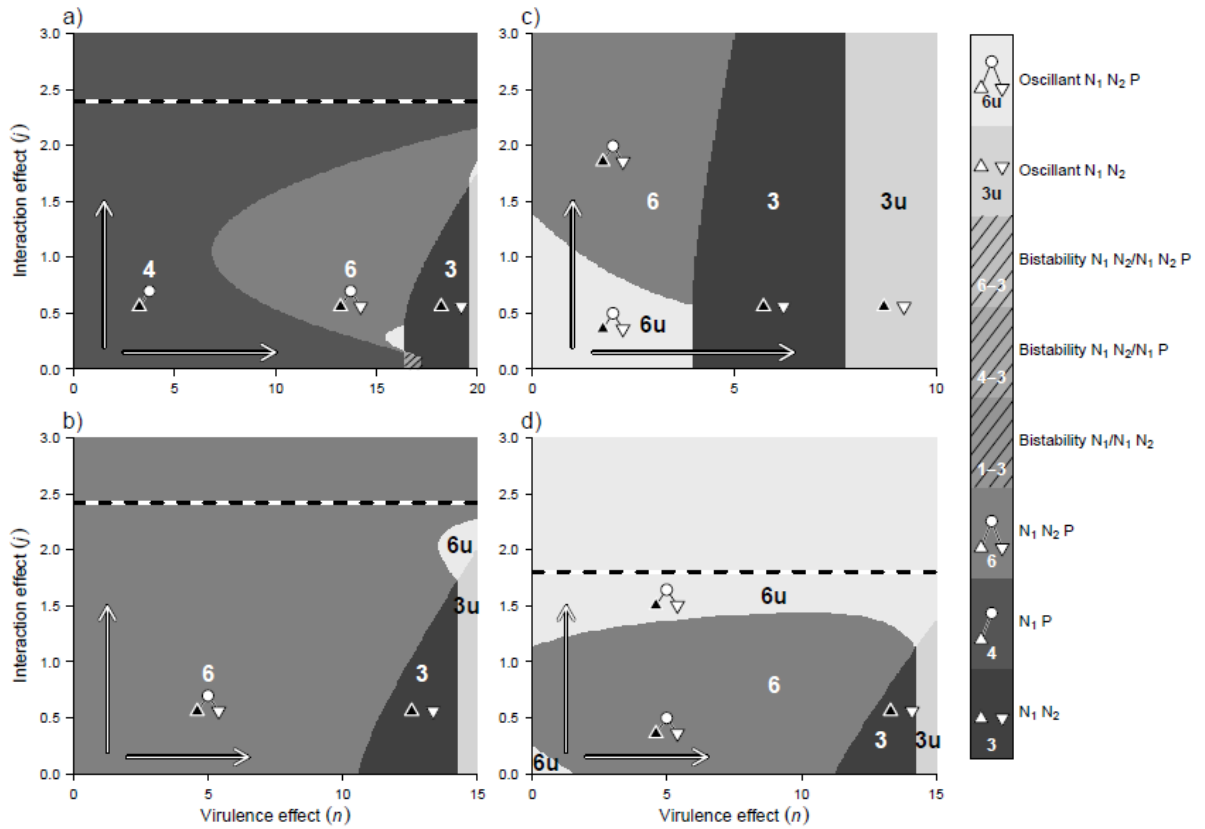 a)
3.0
2.5
2.0
1.5
1.0
0.5
0.0
Interaction effect (j)
4
6
3
0
5
10
15
20
c)
3.0
2.5
2.0
1.5
1.0
0.5
0.0
6
3
3u
6u
0
5
10
b)
3.0
2.5
2.0
1.5
1.0
0.5
0.0
Interaction effect (j)
6u
3u
6
3
0
5
10
15
Virulence effect (n)
d)
3.0
2.5
2.0
1.5
1.0
0.5
0.0
6u
6
3
3u
6u
0
5
10
15
Virulence effect (n)
6u
Oscillant N1 N2 P
3u
Oscillant N1 N2
6–3
Bistability N1 N2/N1 N2 P
4–3
Bistability N1 N2/N1 P
1–3
Bistability N1/N1 N2
6
N1 N2 P
4
N1 P
3
N1 N2